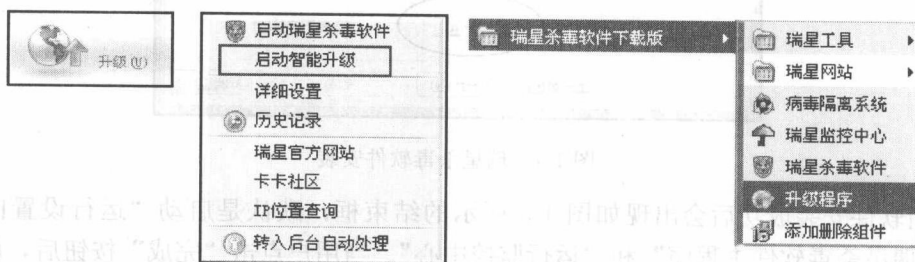 升级(U)
启动瑞星杀毒软件
启动智能升级
详细设置
历史记录
瑞星官方网站
卡卡社区
IP位置查询
转入后台自动处理
瑞星杀毒软件下载版
瑞星工具
瑞星网站
病毒隔离系统
瑞星监控中心
瑞星杀毒软件
升级程序
添加删除组件